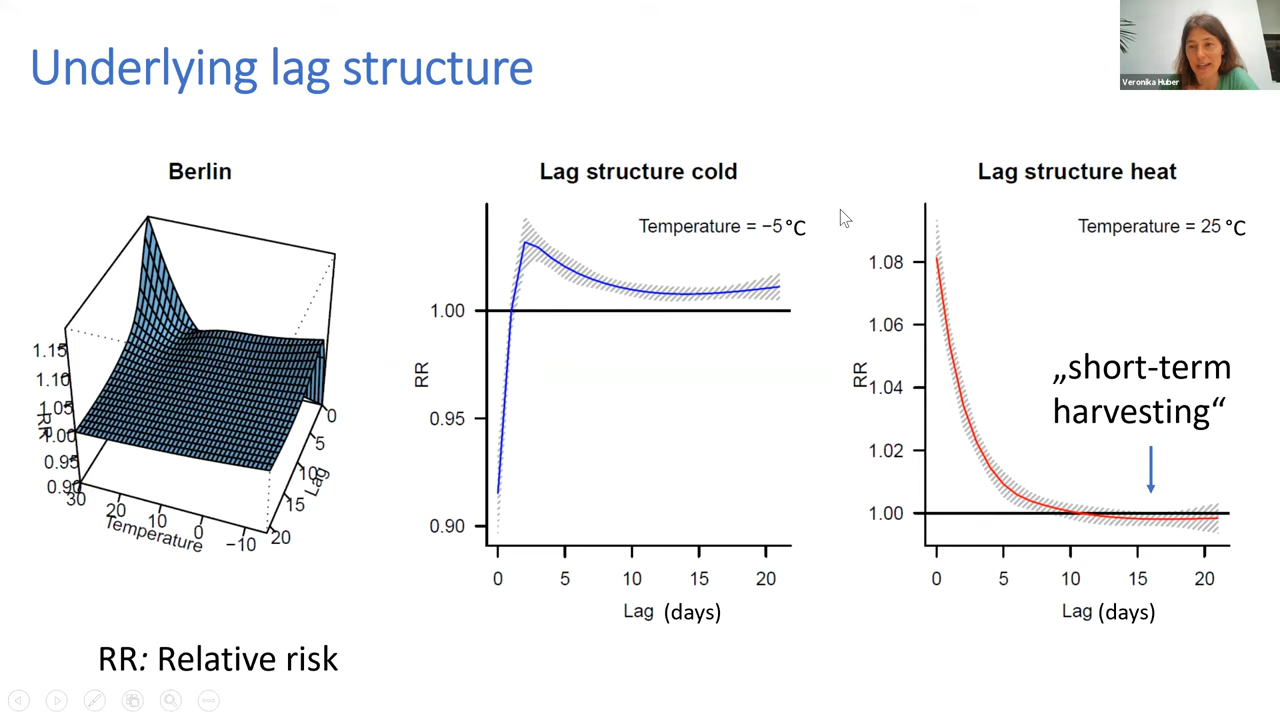 Underlying lag structure
Veronika Huber
Berlin
1.15
1.10
1.05
1.00
0.95
0.90
RR
30
20
10
0
−10
Temperature
0
5
10
15
20
Lag
RR: Relative risk
Lag structure cold
Temperature = −5 °C
1.00
0.95
0.90
RR
0 5 10 15 20
Lag (days)
Lag structure heat
Temperature = 25 °C
1.08
1.06
1.04
1.02
1.00
RR
„short-term
harvesting“
0 5 10 15 20
Lag (days)